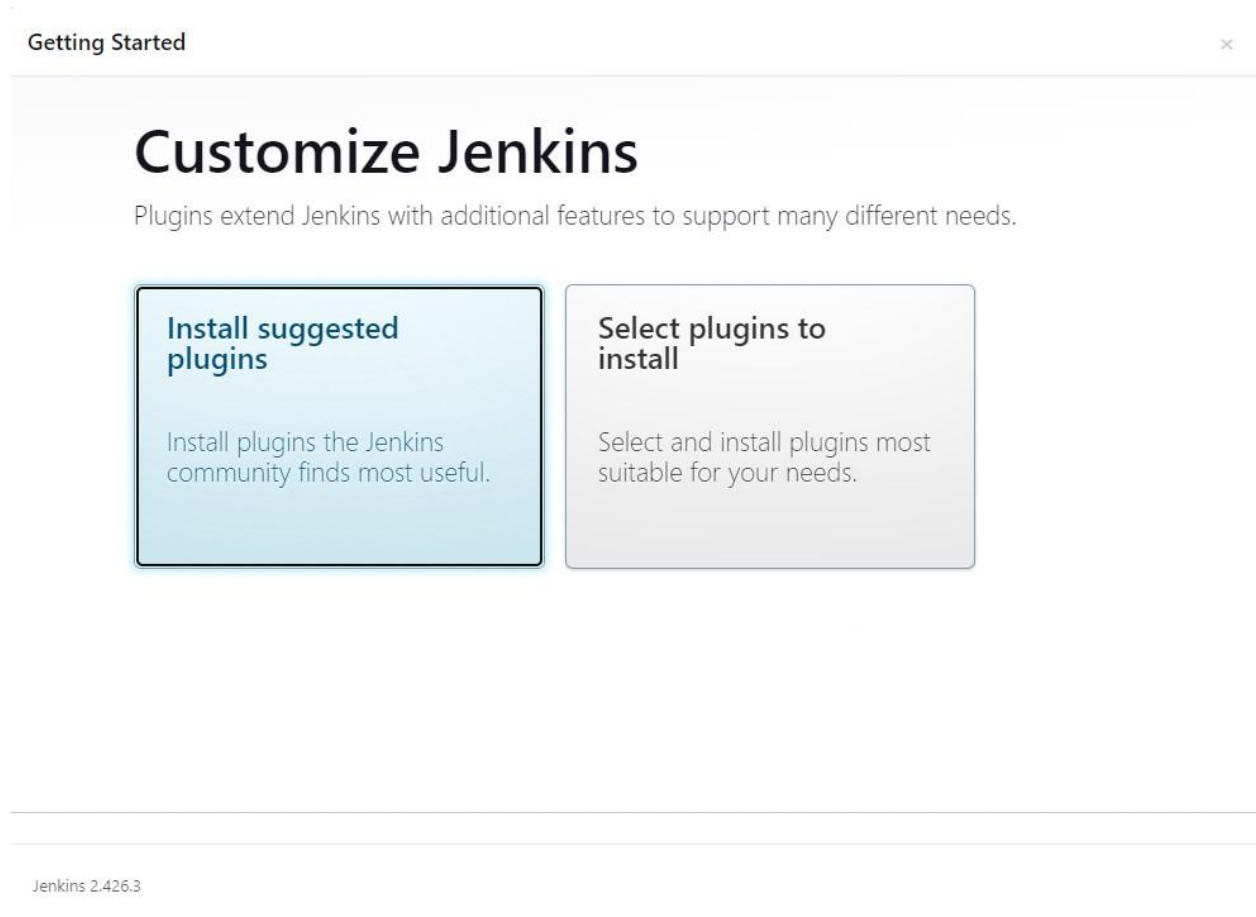 Getting Started
×
Customize Jenkins
Plugins extend Jenkins with additional features to support many different needs.
Install suggested
plugins
Install plugins the Jenkins
community finds most useful.
Select plugins to
install
Select and install plugins most
suitable for your needs.
Jenkins 2.426.3